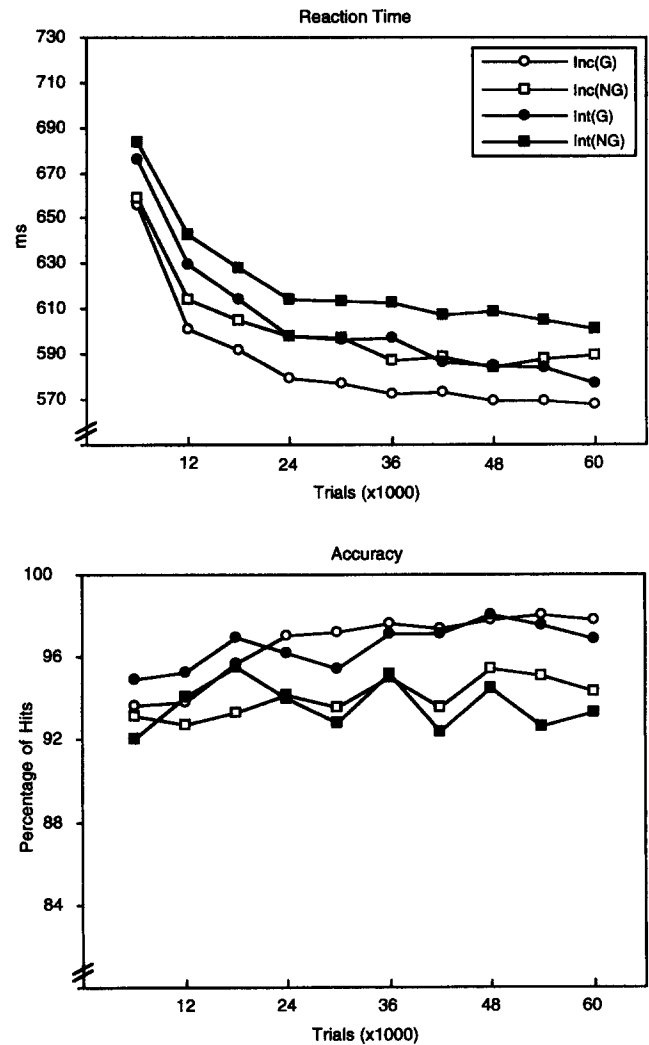 Reaction Time
730
710
690
670
650
630
610
590
570
ms
Inc(G)
Inc(NG)
Int(G)
Int(NG)
12 24 36 48 60
Trials (x1000)
Accuracy
100
96
92
88
84
Percentage of Hits
12 24 36 48 60
Trials (x1000)